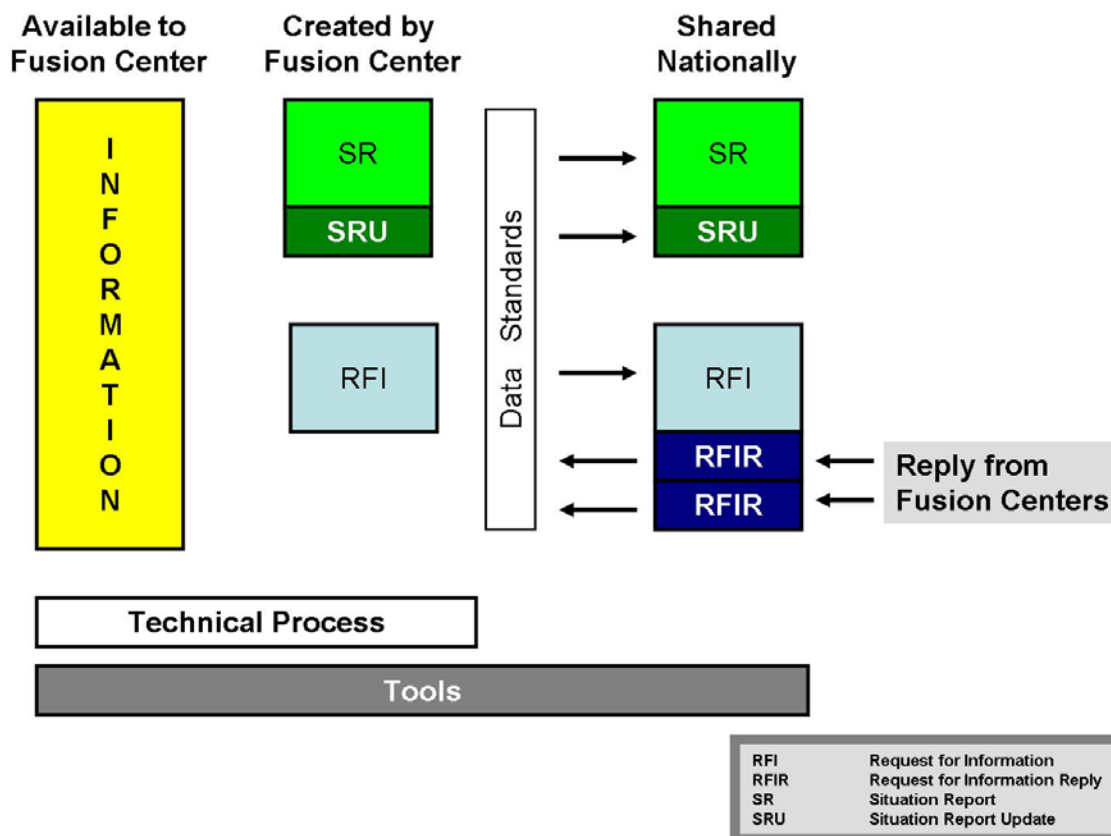 Available to
Fusion Center
Created by
Fusion Center
Shared
Nationally
INFORMATION
SR
SRU
RFI
Data Standards
SR
SRU
RFI
RFIR
RFIR
Reply from
Fusion Centers
Technical Process
Tools
RFI Request for Information
RFIR Request for Information Reply
SR Situation Report
SRU Situation Report Update